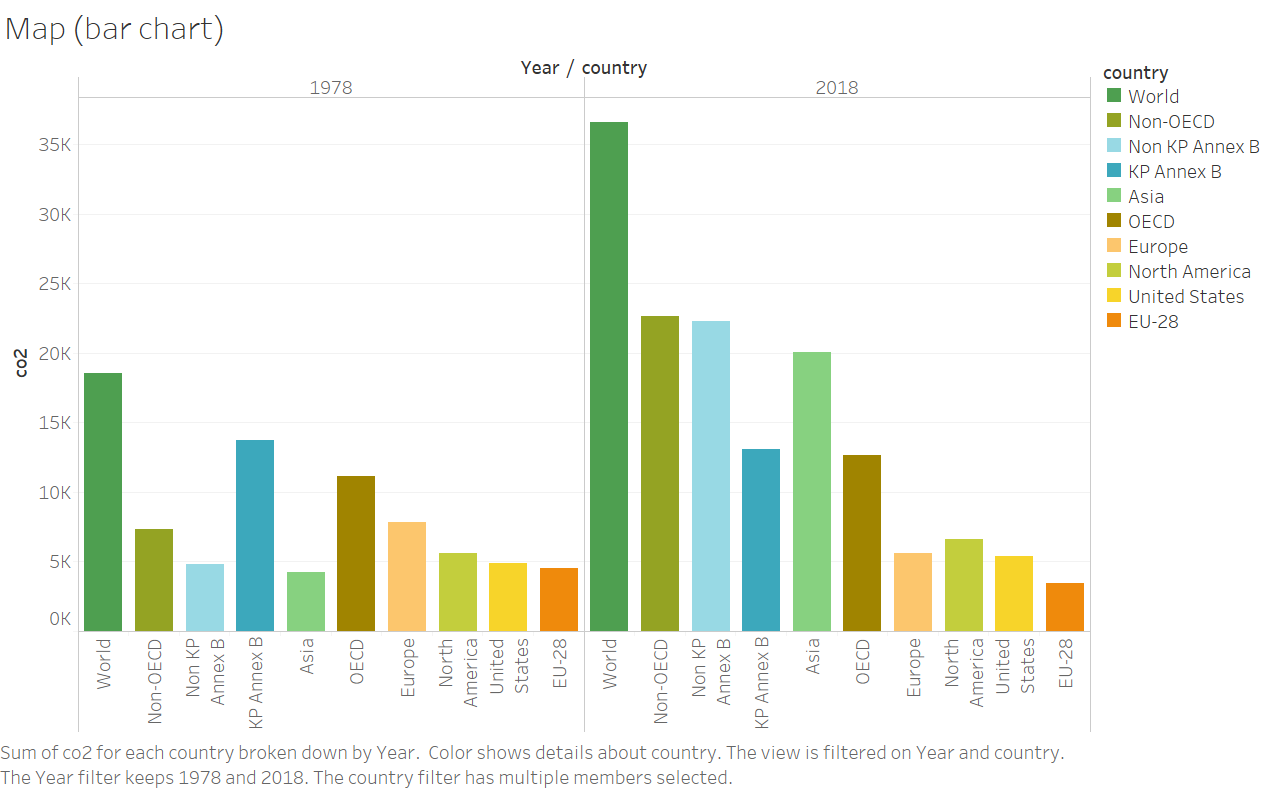 Map (bar chart)
Year / country
1978
2018
co2
35K
30K
25K
20K
15K
10K
5K
0K
World
Non-OECD
Non KP
Annex B
KP Annex B
Asia
OECD
Europe
North
America
United
States
EU-28
World
Non-OECD
Non KP
Annex B
KP Annex B
Asia
OECD
Europe
North
America
United
States
EU-28
country
World
Non-OECD
Non KP Annex B
KP Annex B
Asia
OECD
Europe
North America
United States
EU-28
Sum of co2 for each country broken down by Year.  Color shows details about country. The view is filtered on Year and country.
The Year filter keeps 1978 and 2018. The country filter has multiple members selected.